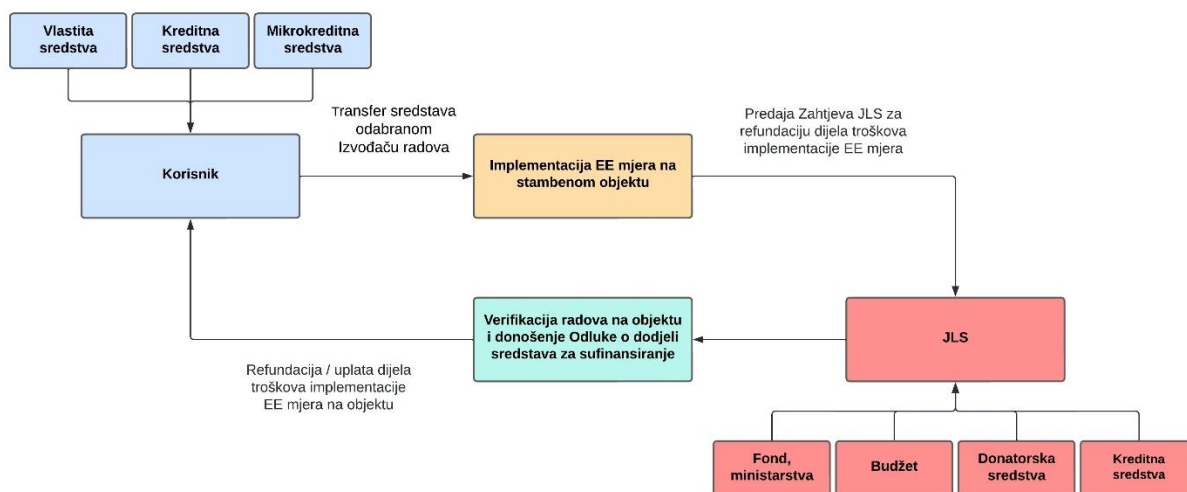 Vlastita
sredstva
Kreditna
sredstva
Mikrokreditna
sredstva
Transfer sredstava
odabranom
Izvođaču radova
Predaja Zahtjeva JLS za
refundaciju dijela troškova
implementacije EE mjera
Korisnik
Implementacija EE mjera na
stambenom objektu
Verifikacija radova na objektu
i donošenje Odluke o dodjeli
sredstava za sufinansiranje
JLS
Refundacija / uplata dijela
troškova implementacije
EE mjera na objektu
Fond,
ministarstva
Budžet
Donatorska
sredstva
Kreditna
sredstva